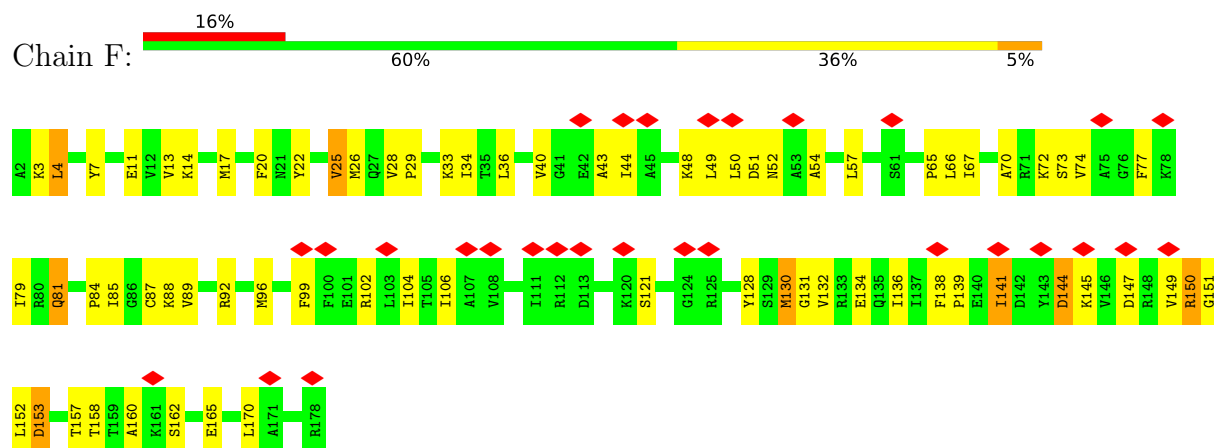 16%
Chain F:
60% 36% 5%
A2 K3 L4 Y7 E11 V12 V13 K14 M17 F20 N21 Y22 V25 M26 Q27 V28 P29 K33 I34 T35 L36 V40 G41 E42 A43 I44 A45 K48 L49 L50 D51 N52 A53 A54 L57 S61 P65 L66 I67 A70 R71 K72 S73 V74 A75 G76 F77 K78
I79 R80 Q81 P84 I85 G86 C87 K88 V89 R92 M96 F99 F100 E101 R102 L103 I104 T105 I106 A107 V108 I111 R112 D113 K120 S121 G124 R125 Y128 S129 M130 G131 V132 R133 E134 Q135 I136 I137 F138 P139 E140 I141 D142 Y143 D144 K145 V146 D147 R148 V149 R150 G151
L152 D153 T157 T158 T159 A160 K161 S162 E165 L170 A171 R178